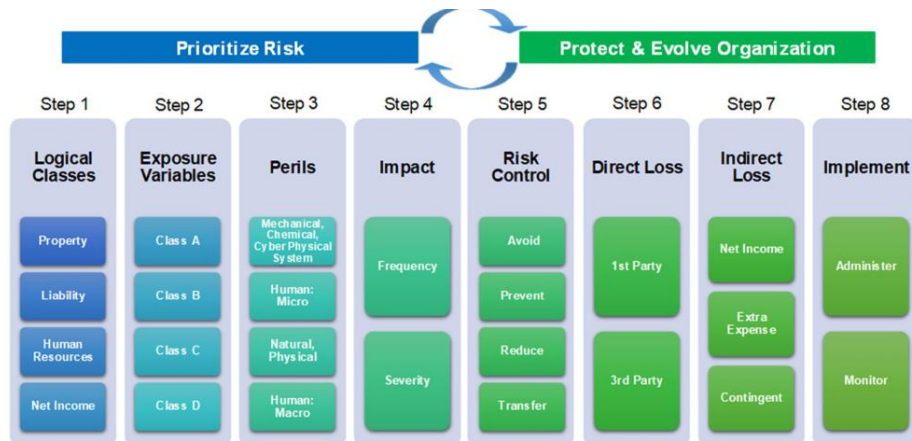 Prioritize Risk
Protect & Evolve Organization
Step 1
Step 2
Step 3
Step 4
Step 5
Step 6
Step 7
Step 8
Logical
Classes
Exposure
Variables
Perils
Impact
Risk
Control
Direct Loss
Indirect
Loss
Implement
Property
Liability
Human
Resources
Net Income
Class A
Class B
Class C
Class D
Mechanical,
Chemical,
Cyber Physical
System
Human:
Micro
Natural,
Physical
Human:
Macro
Frequency
Severity
Avoid
Prevent
Reduce
Transfer
1st Party
3rd Party
Net Income
Extra
Expense
Contingent
Administer
Monitor